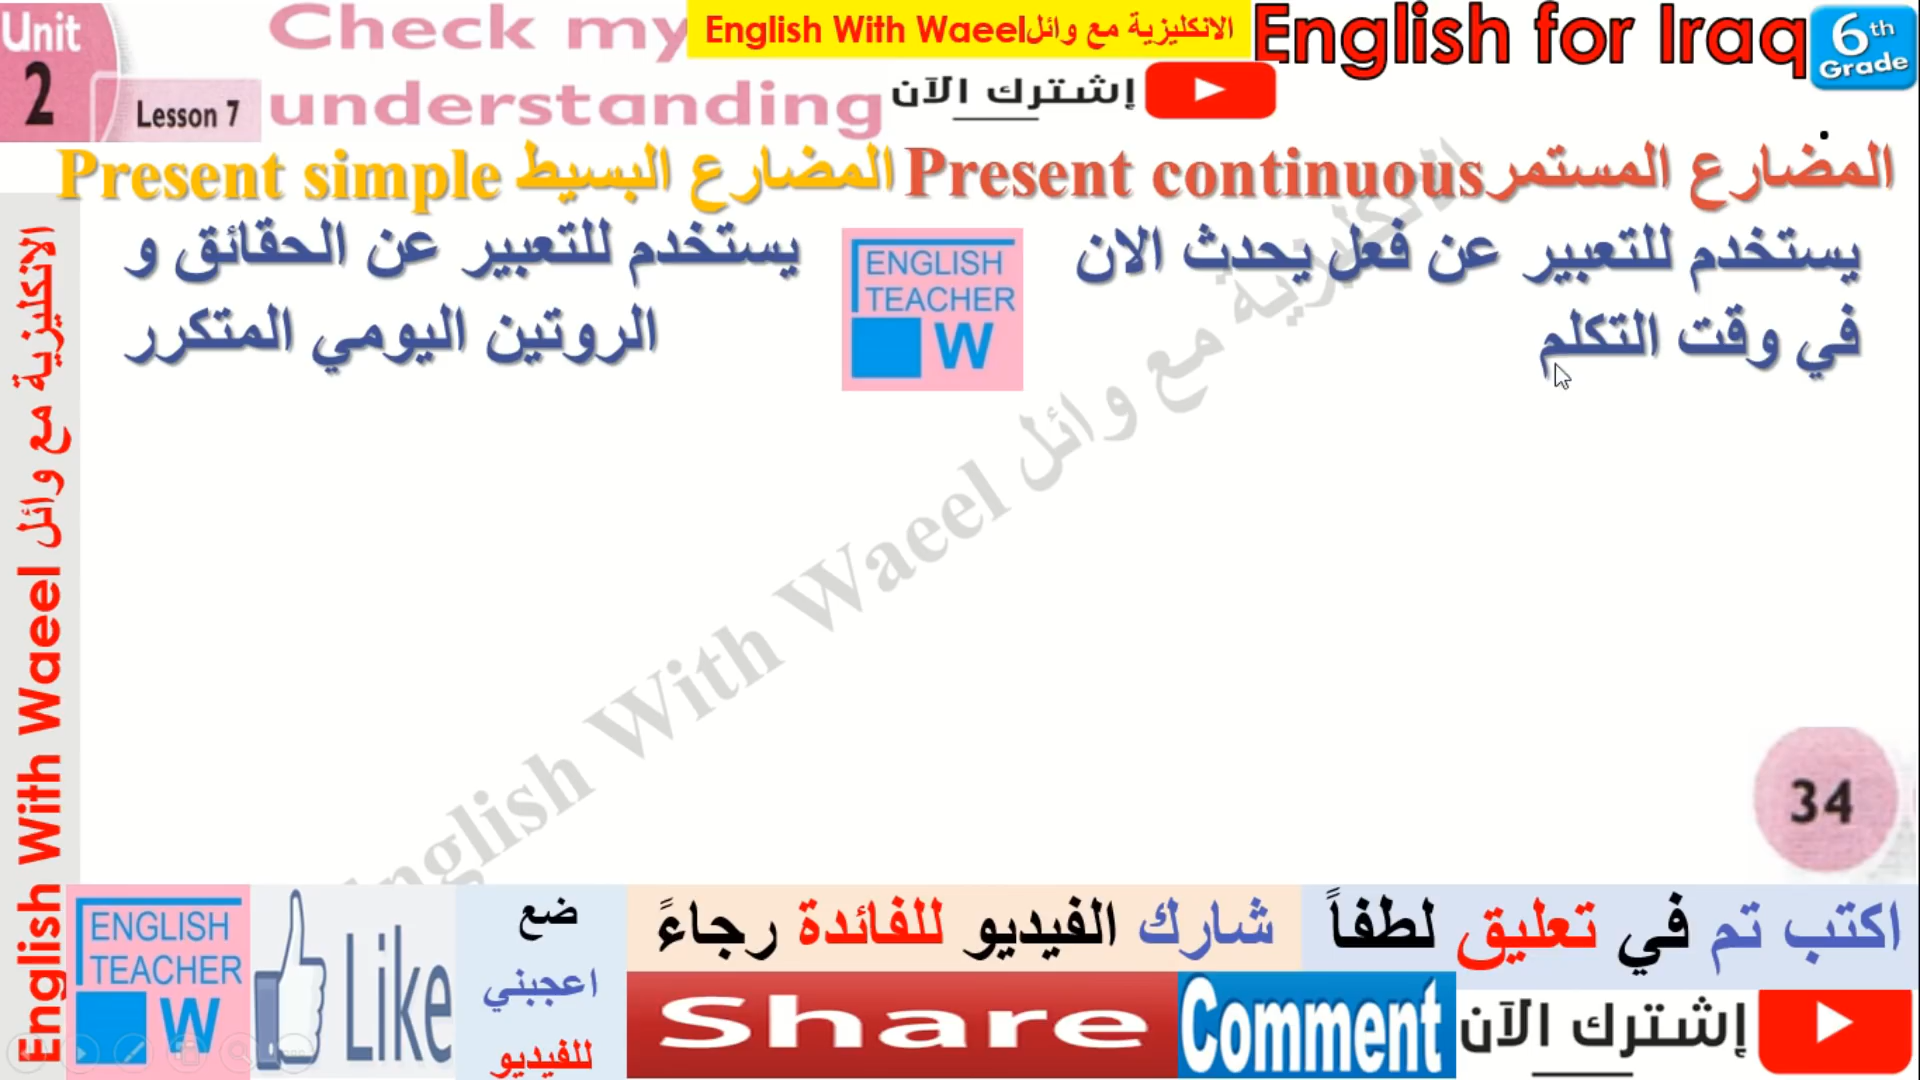 Unit
2
Lesson 7
Check my
understanding
English With Waeel الانكليزية مع وائل
إشترك الآن
English for Iraq
6th
Grade
Present simple المضارع البسيط
Present continuous المضارع المستمر
يستخدم للتعبير عن الحقائق و
الروتين اليومي المتكرر
ENGLISH
TEACHER
W
يستخدم للتعبير عن فعل يحدث الان
في وقت التكلم
English With Waeel الانكليزية مع وائل
English With Waeel الانكليزية مع وائل
34
ENGLISH
TEACHER
W
Like
ضع
اعجبني
للفيديو
شارك الفيديو للفائدة رجاءً
Share
اكتب تم في تعليق لطفاً
Comment
إشترك الآن